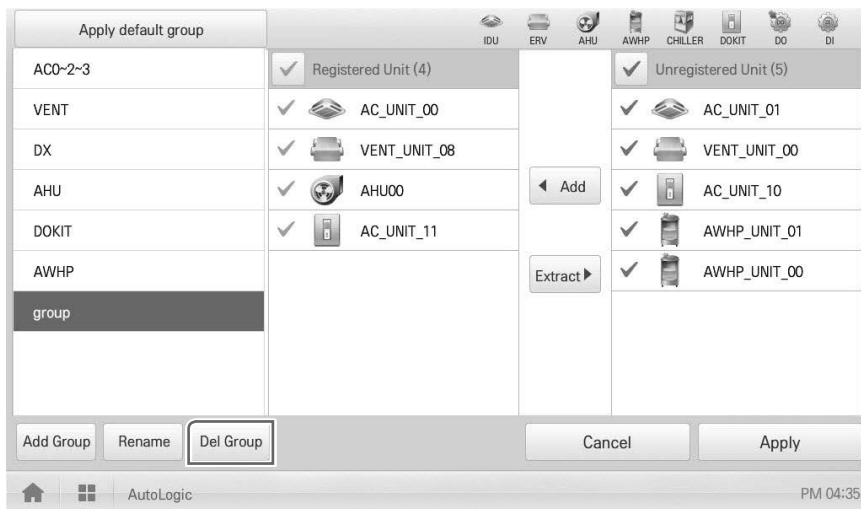 Apply default group
IDU ERV AHU AWHP CHILLER DOKIT DO DI
AC0~2~3
VENT
DX
AHU
DOKIT
AWHP
group
Registered Unit (4)
AC_UNIT_00
VENT_UNIT_08
AHU00
AC_UNIT_11
Add
Extract
Unregistered Unit (5)
AC_UNIT_01
VENT_UNIT_00
AC_UNIT_10
AWHP_UNIT_01
AWHP_UNIT_00
Add Group Rename Del Group Cancel Apply
AutoLogic PM 04:35